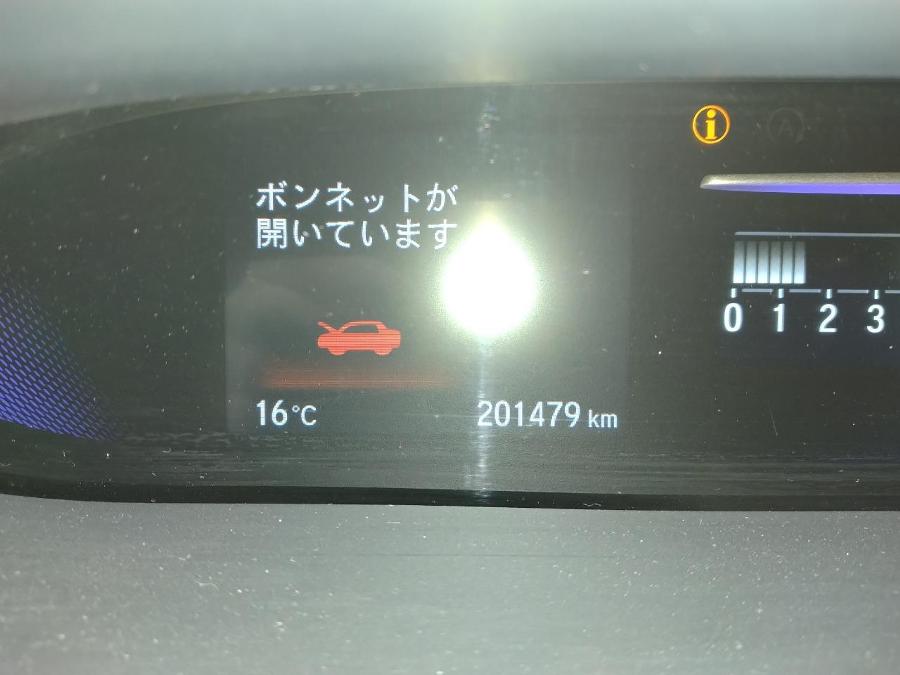 ボンネットが
開いています
i
A
16℃
201479 km
0 1 2 3